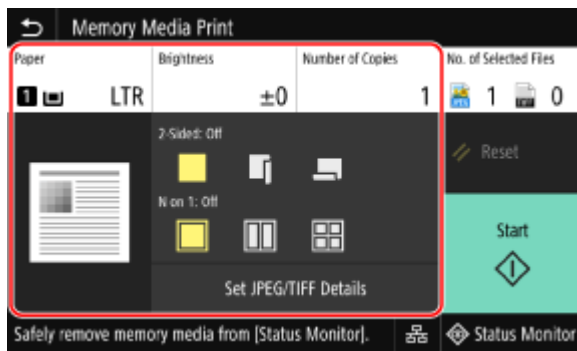 Memory Media Print
Paper
1 LTR
Brightness
±0
Number of Copies
1
No. of Selected Files
1 0
2-Sided: Off
N on 1: Off
Set JPEG/TIFF Details
Reset
Start
Safely remove memory media from [Status Monitor].
Status Monitor